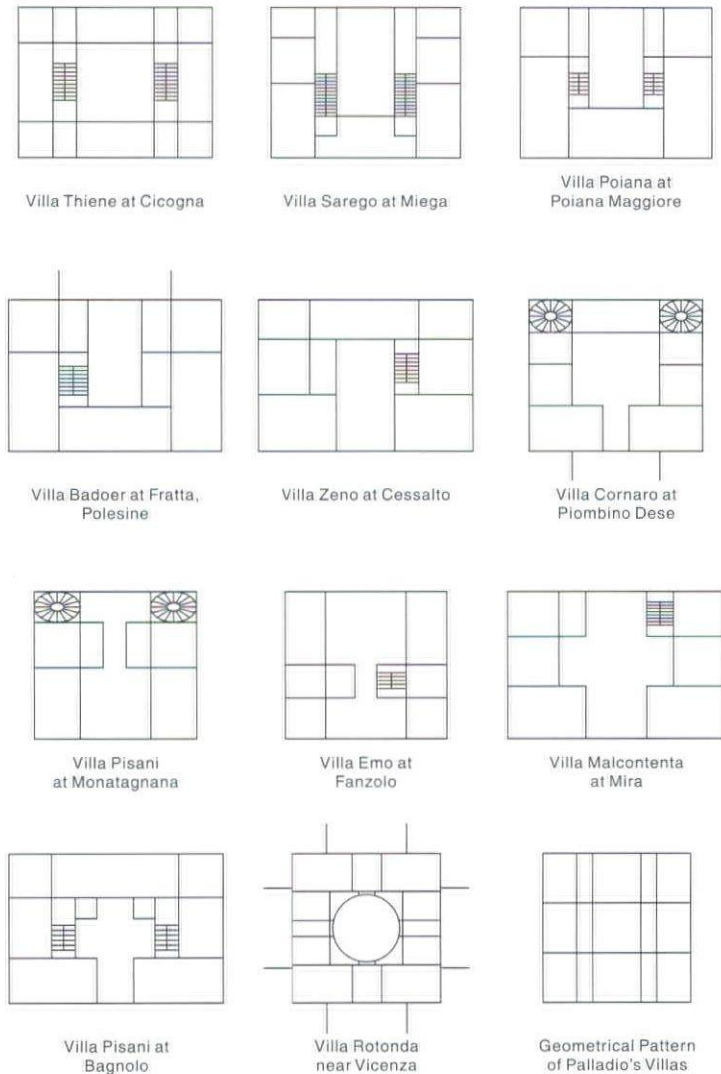 Villa Thiene at Cicogna
Villa Sarego at Miega
Villa Poiana at
Poiana Maggiore
Villa Badoer at Fratta,
Polesine
Villa Zeno at Cessalto
Villa Cornaro at
Piombino Dese
Villa Pisani
at Monatagnana
Villa Emo at
Fanzolo
Villa Malcontenta
at Mira
Villa Pisani at
Bagnolo
Villa Rotonda
near Vicenza
Geometrical Pattern
of Palladio's Villas